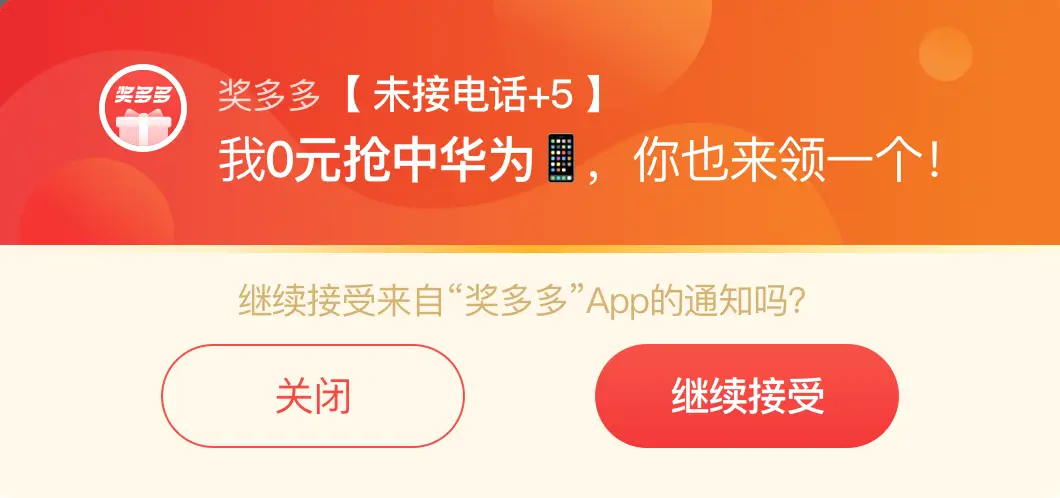 奖多多
奖多多【 未接电话+5 】
我0元抢中华为📱，你也来领一个！
继续接受来自“奖多多”App的通知吗？
关闭
继续接受